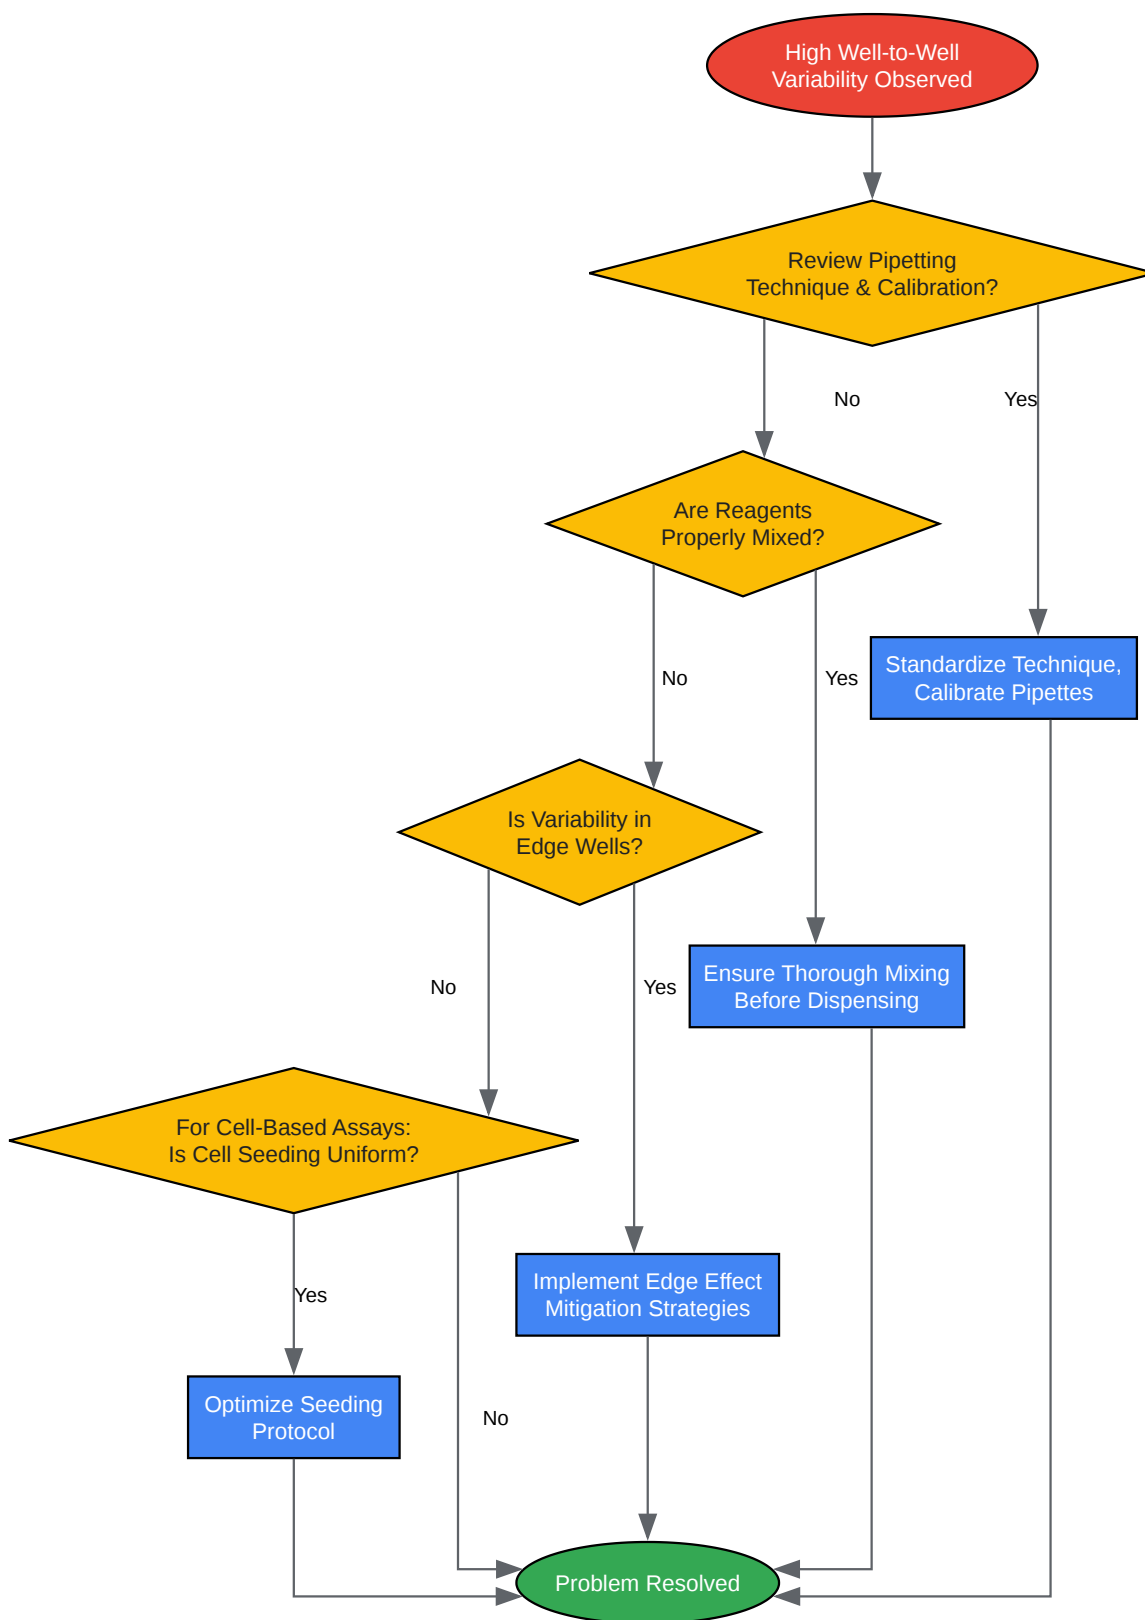 High Well-to-Well
Variability Observed
Review Pipetting
Technique & Calibration?
No
Yes
Are Reagents
Properly Mixed?
Standardize Technique,
Calibrate Pipettes
No
Yes
Is Variability in
Edge Wells?
Ensure Thorough Mixing
Before Dispensing
No
Yes
For Cell-Based Assays:
Is Cell Seeding Uniform?
Implement Edge Effect
Mitigation Strategies
Yes
Optimize Seeding
Protocol
No
Problem Resolved